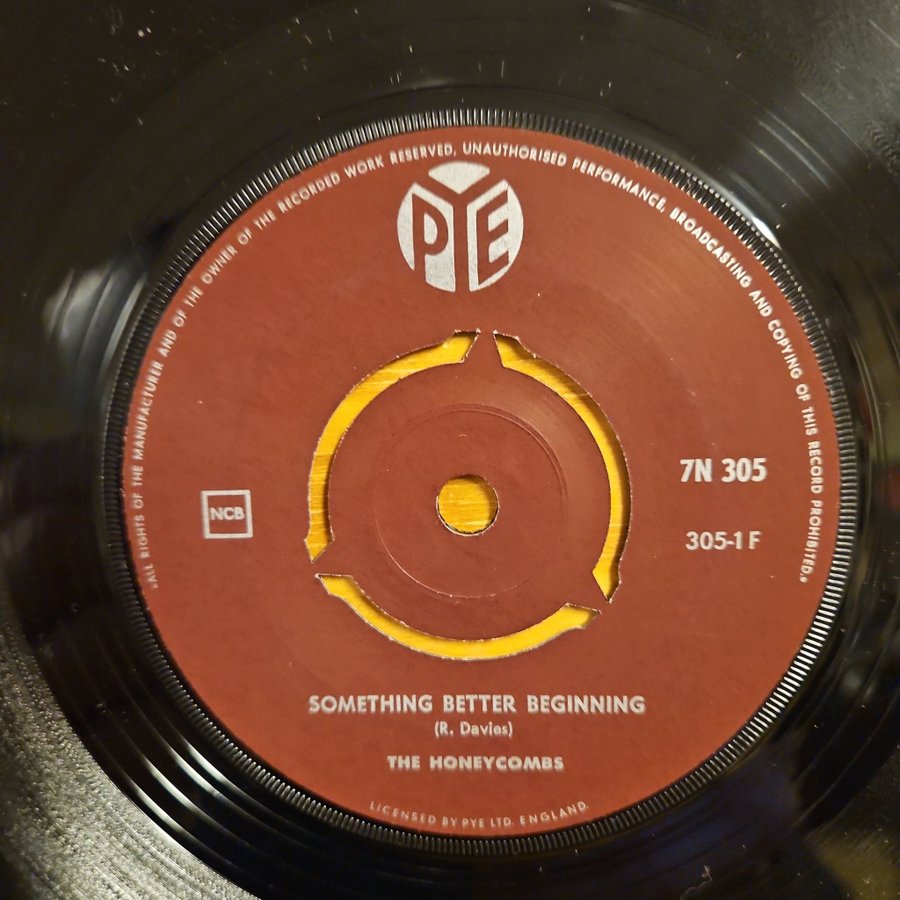 "ALL RIGHTS OF THE MANUFACTURER AND OF THE OWNER OF THE RECORDED WORK RESERVED, UNAUTHORISED PERFORMANCE, BROADCASTING AND COPYING OF THIS RECORD PROHIBITED."
PYE
7N 305
NCB
305-1 F
SOMETHING BETTER BEGINNING
(R. Davies)
THE HONEYCOMBS
LICENSED BY PYE LTD. ENGLAND.